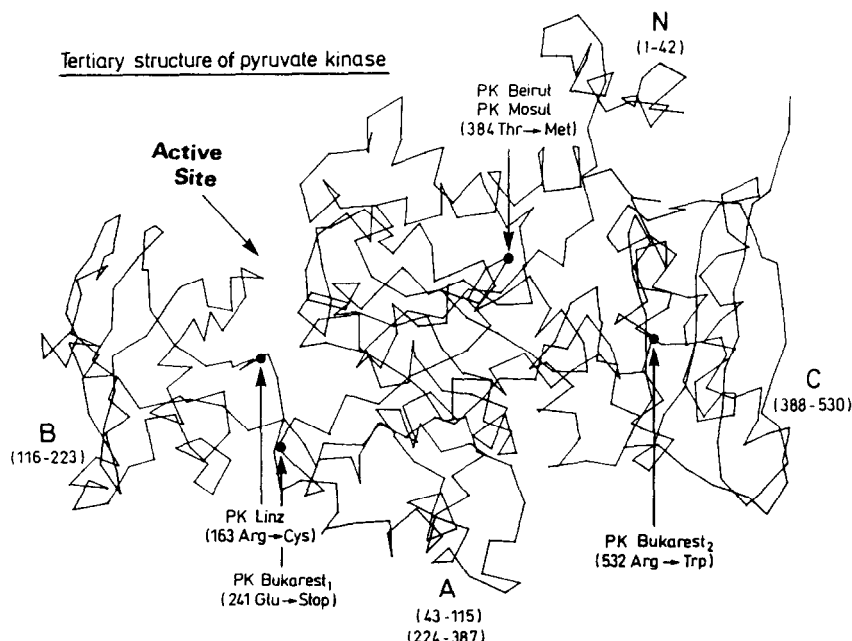 Tertiary structure of pyruvate kinase
N
(1-42)
PK Beirut
PK Mosul
(384 Thr→Met)
Active
Site
B
(116-223)
C
(388-530)
PK Linz
(163 Arg→Cys)
PK Bukarest₁
(241 Glu→Stop)
PK Bukarest₂
(532 Arg→Trp)
A
(43-115)
(224-387)